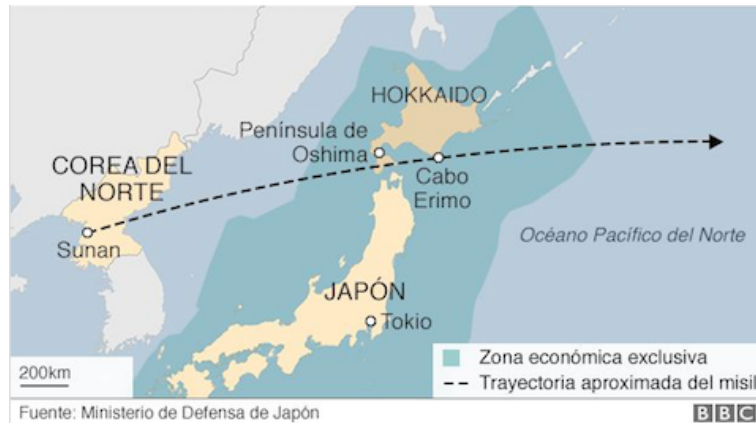 HOKKAIDO
Península de
Oshima
COREA DEL
NORTE
Cabo
Erimo
Sunan
Océano Pacífico del Norte
JAPÓN
Tokio
200km
Zona económica exclusiva
Trayectoria aproximada del misil
Fuente: Ministerio de Defensa de Japón
BBC